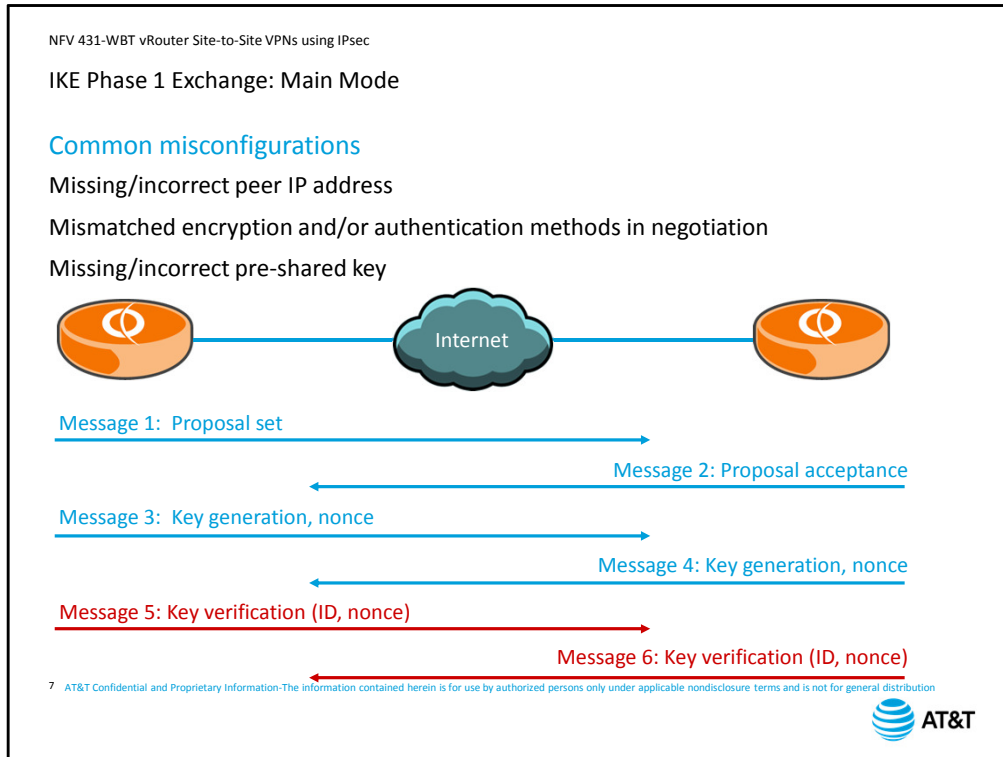 NFV 431-WBT vRouter Site-to-Site VPNs using IPsec
IKE Phase 1 Exchange: Main Mode
Common misconfigurations
Missing/incorrect peer IP address
Mismatched encryption and/or authentication methods in negotiation
Missing/incorrect pre-shared key
Internet
Message 1:  Proposal set
Message 2: Proposal acceptance
Message 3:  Key generation, nonce
Message 4: Key generation, nonce
Message 5: Key verification (ID, nonce)
Message 6: Key verification (ID, nonce)
7 AT&T Confidential and Proprietary Information-The information contained herein is for use by authorized persons only under applicable nondisclosure terms and is not for general distribution
AT&T